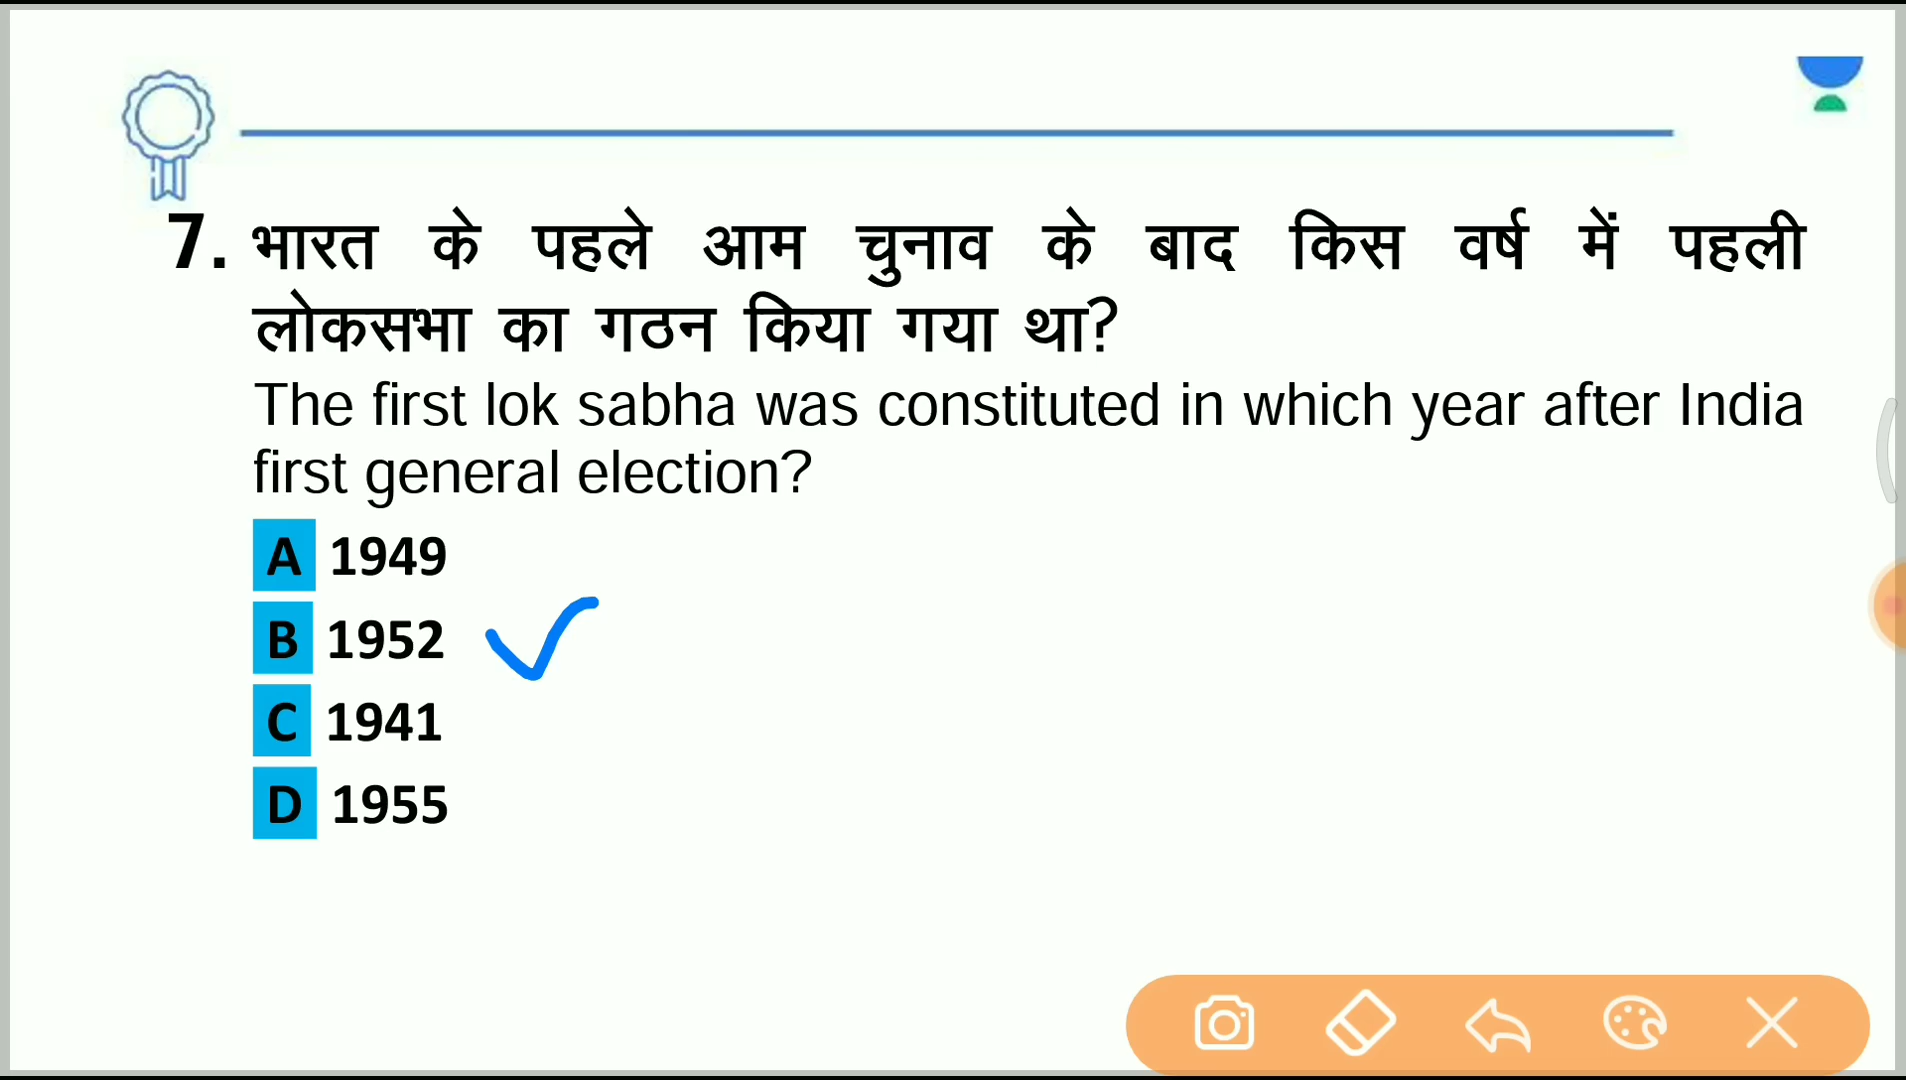 7. भारत के पहले आम चुनाव के बाद किस वर्ष में पहली
लोकसभा का गठन किया गया था?
The first lok sabha was constituted in which year after India
first general election?
A 1949
B 1952
C 1941
D 1955